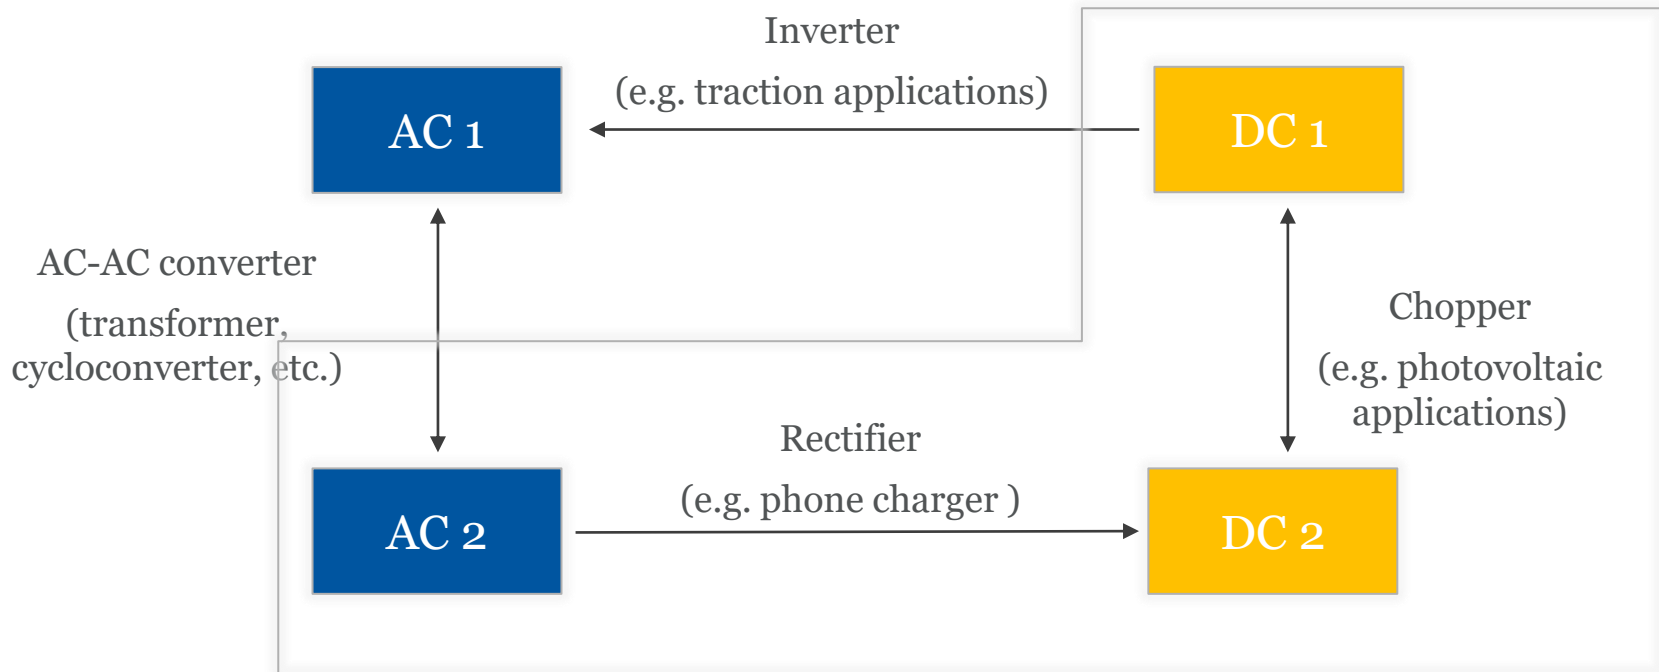 Inverter
(e.g. traction applications)
AC 1
DC 1
AC-AC converter
(transformer,
cycloconverter, etc.)
Chopper
(e.g. photovoltaic
applications)
Rectifier
(e.g. phone charger )
AC 2
DC 2